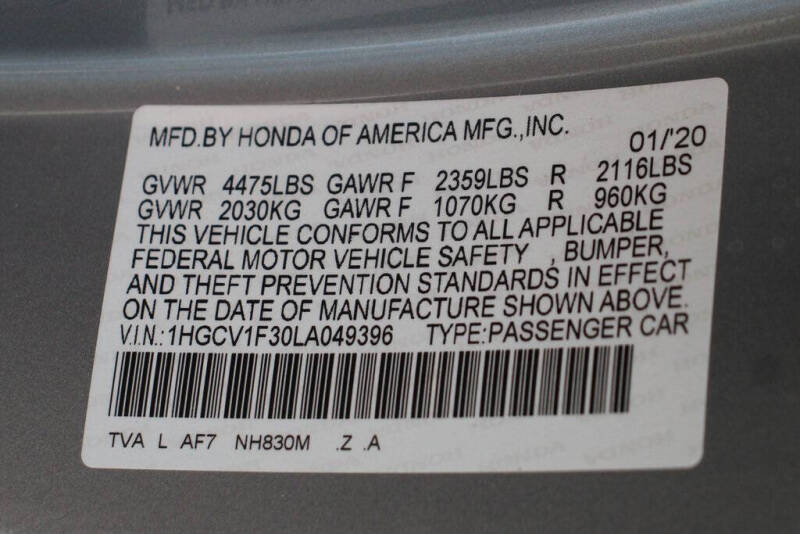 MFD.BY HONDA OF AMERICA MFG.,INC. 01/'20
GVWR 4475LBS GAWR F 2359LBS R 2116LBS
GVWR 2030KG GAWR F 1070KG R 960KG
THIS VEHICLE CONFORMS TO ALL APPLICABLE
FEDERAL MOTOR VEHICLE SAFETY , BUMPER,
AND THEFT PREVENTION STANDARDS IN EFFECT
ON THE DATE OF MANUFACTURE SHOWN ABOVE.
V.I.N.:1HGCV1F30LA049396 TYPE:PASSENGER CAR
TVA L AF7 NH830M .Z .A